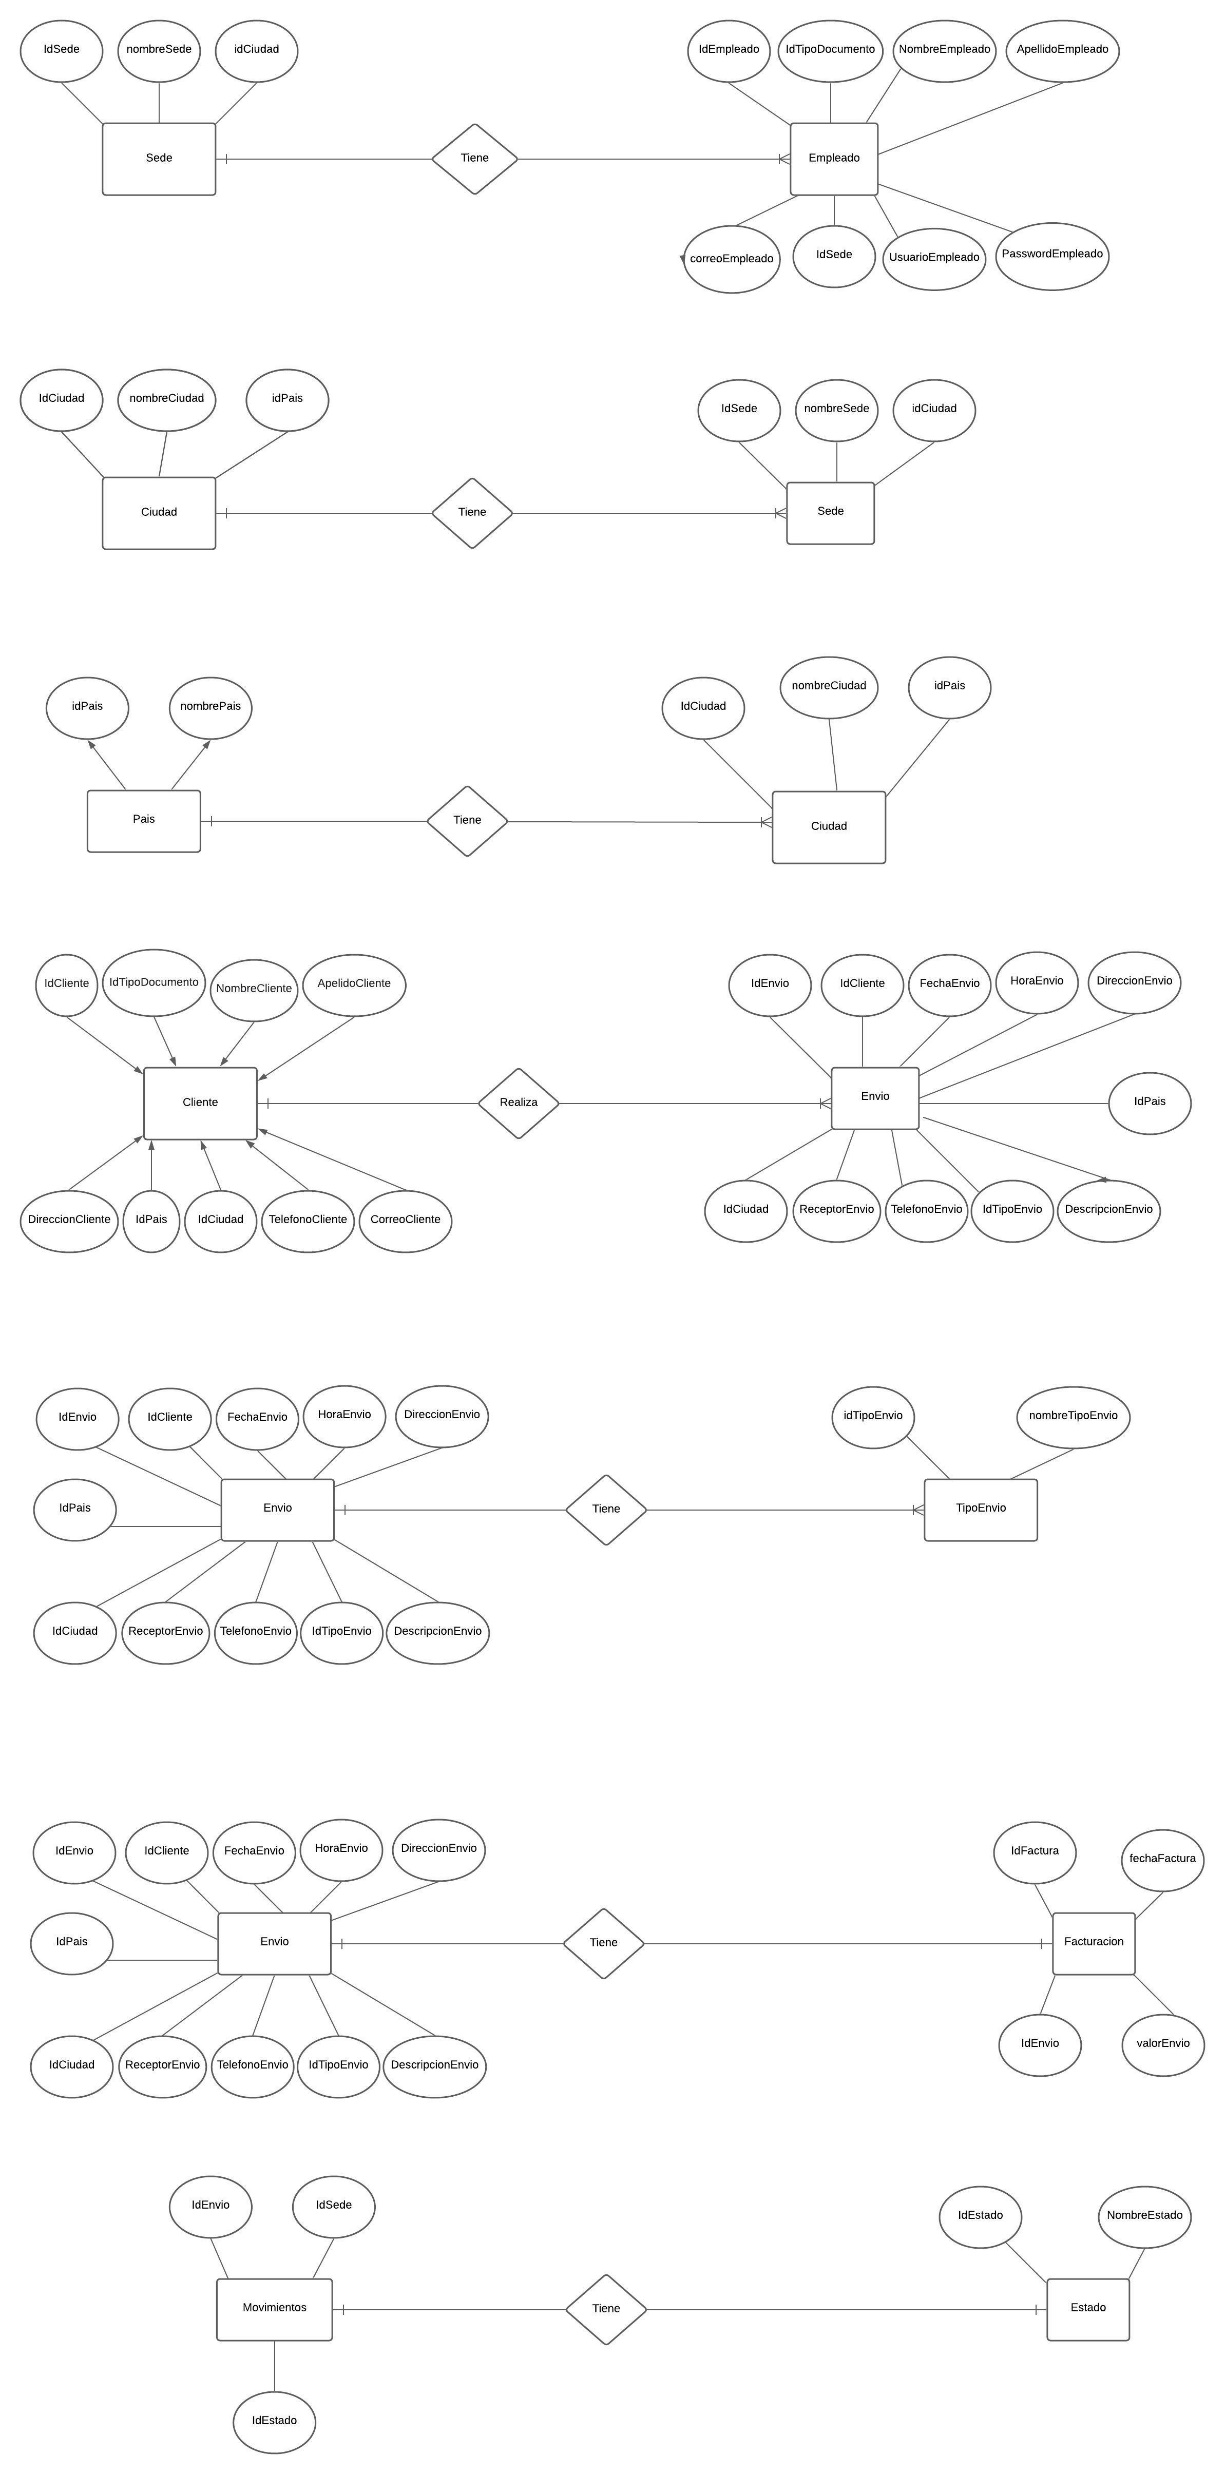 IdSede
nombreSede
idCiudad
IdEmpleado
IdTipoDocumento
NombreEmpleado
ApellidoEmpleado
Sede
Tiene
Empleado
correoEmpleado
IdSede
UsuarioEmpleado
PasswordEmpleado
IdCiudad
nombreCiudad
idPais
IdSede
nombreSede
idCiudad
Ciudad
Tiene
Sede
idPais
nombrePais
IdCiudad
nombreCiudad
idPais
Pais
Tiene
Ciudad
IdCliente
IdTipoDocumento
NombreCliente
ApelidoCliente
IdEnvio
IdCliente
FechaEnvio
HoraEnvio
DireccionEnvio
Cliente
Realiza
Envio
IdPais
DireccionCliente
IdPais
IdCiudad
TelefonoCliente
CorreoCliente
IdCiudad
ReceptorEnvio
TelefonoEnvio
IdTipoEnvio
DescripcionEnvio
IdEnvio
IdCliente
FechaEnvio
HoraEnvio
DireccionEnvio
idTipoEnvio
nombreTipoEnvio
IdPais
Envio
Tiene
TipoEnvio
IdCiudad
ReceptorEnvio
TelefonoEnvio
IdTipoEnvio
DescripcionEnvio
IdEnvio
IdCliente
FechaEnvio
HoraEnvio
DireccionEnvio
IdFactura
fechaFactura
IdPais
Envio
Tiene
Facturacion
IdCiudad
ReceptorEnvio
TelefonoEnvio
IdTipoEnvio
DescripcionEnvio
IdEnvio
valorEnvio
IdEnvio
IdSede
IdEstado
NombreEstado
Movimientos
Tiene
Estado
IdEstado